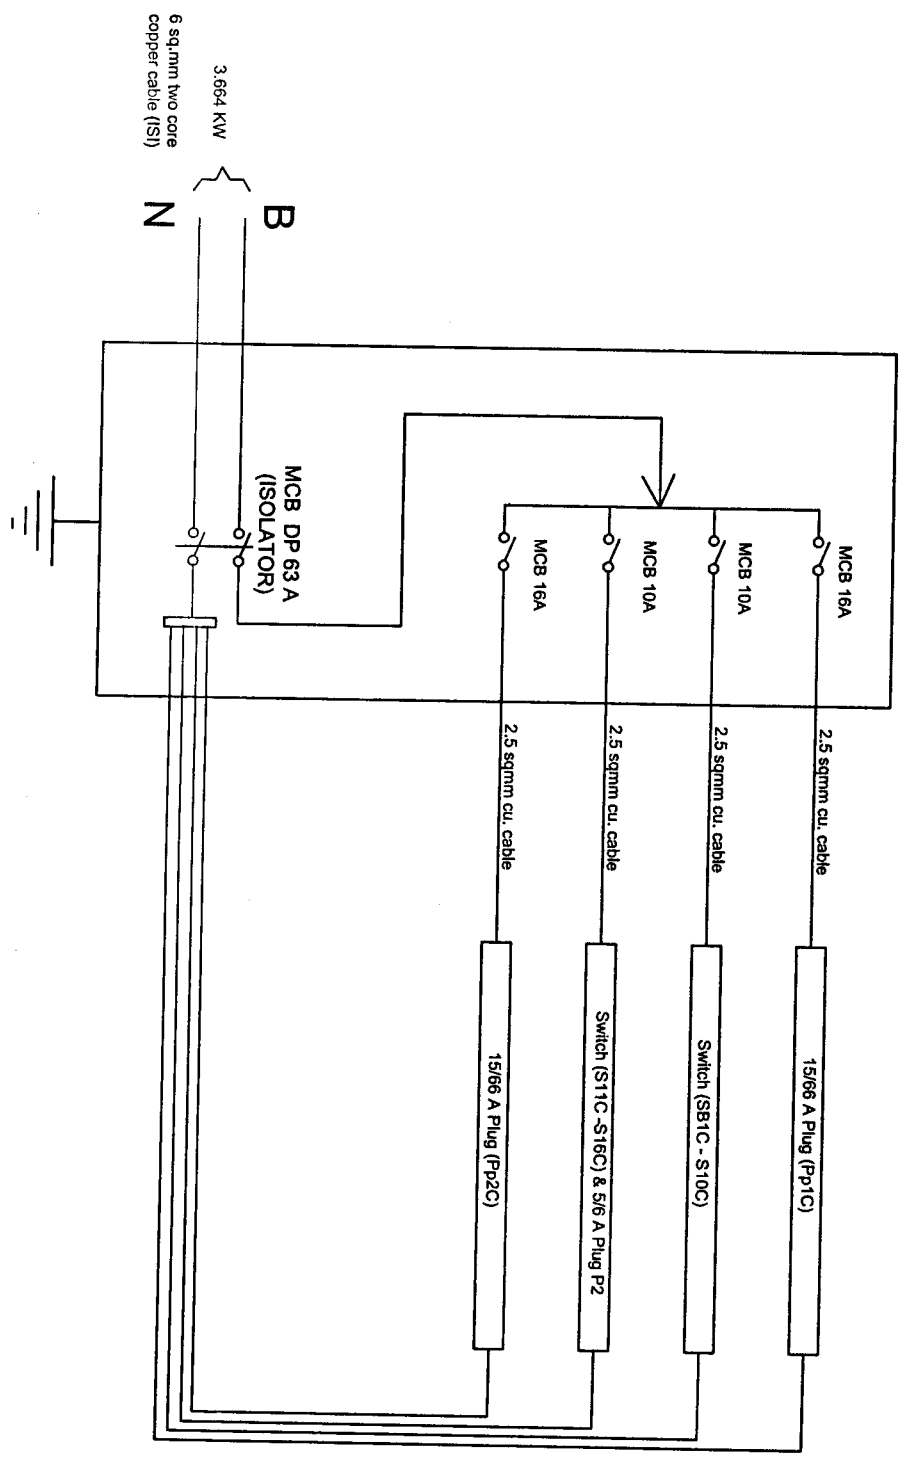 6 sq.mm two core
copper cable (ISI)
3.664 KW
B
N
MCB DP 63 A
(ISOLATOR)
MCB 16A
MCB 10A
MCB 10A
MCB 16A
2.5 sqmm cu. cable
2.5 sqmm cu. cable
2.5 sqmm cu. cable
2.5 sqmm cu. cable
15/66 A Plug (Pp1C)
Switch (SB1C - S10C)
Switch (S11C -S16C) & 5/6 A Plug P2
15/66 A Plug (Pp2C)